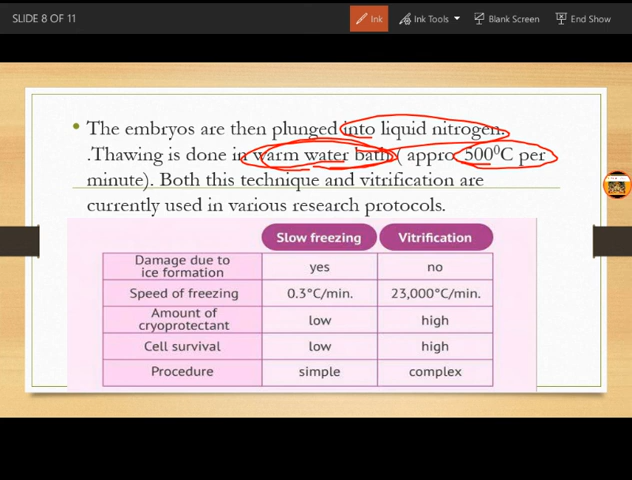 SLIDE 8 OF 11
Ink
Ink Tools
Blank Screen
End Show
• The embryos are then plunged into liquid nitrogen.
.Thawing is done in warm water bath( appro 500⁰C per
minute). Both this technique and vitrification are
currently used in various research protocols.
Slow freezing Vitrification
Damage due to
ice formation yes no
Speed of freezing 0.3°C/min. 23,000°C/min.
Amount of
cryoprotectant low high
Cell survival low high
Procedure simple complex